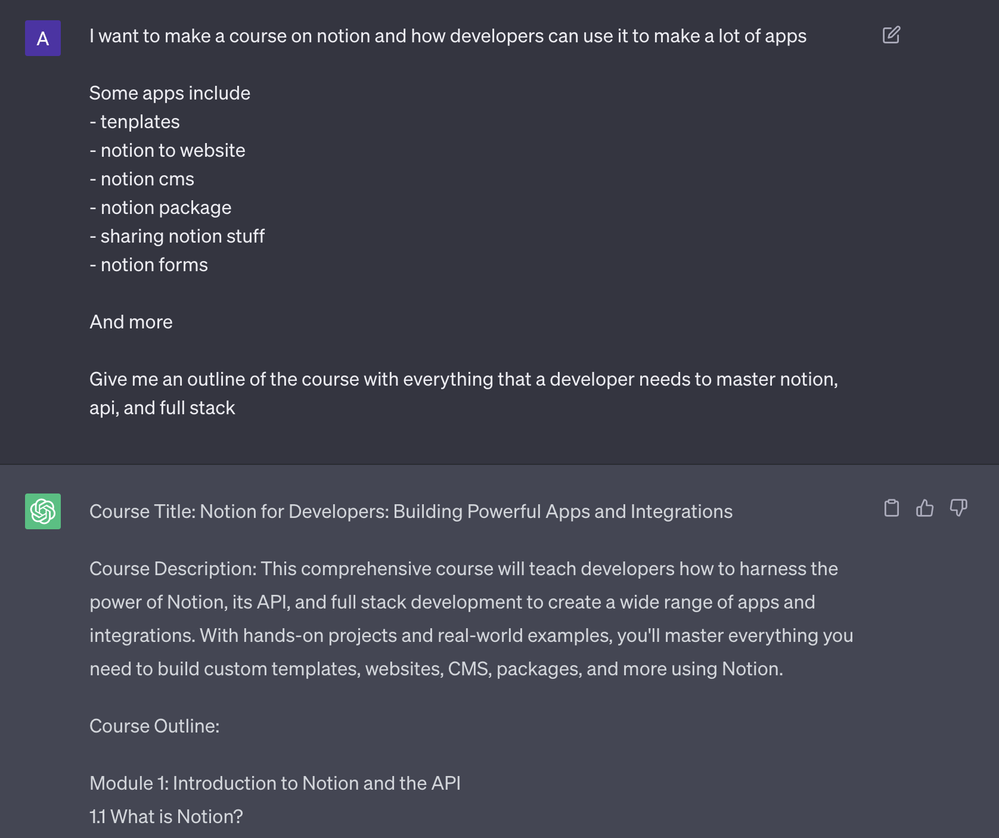 A
I want to make a course on notion and how developers can use it to make a lot of apps
Some apps include
- tenplates
- notion to website
- notion cms
- notion package
- sharing notion stuff
- notion forms
And more
Give me an outline of the course with everything that a developer needs to master notion,
api, and full stack
Course Title: Notion for Developers: Building Powerful Apps and Integrations
Course Description: This comprehensive course will teach developers how to harness the
power of Notion, its API, and full stack development to create a wide range of apps and
integrations. With hands-on projects and real-world examples, you'll master everything you
need to build custom templates, websites, CMS, packages, and more using Notion.
Course Outline:
Module 1: Introduction to Notion and the API
1.1 What is Notion?